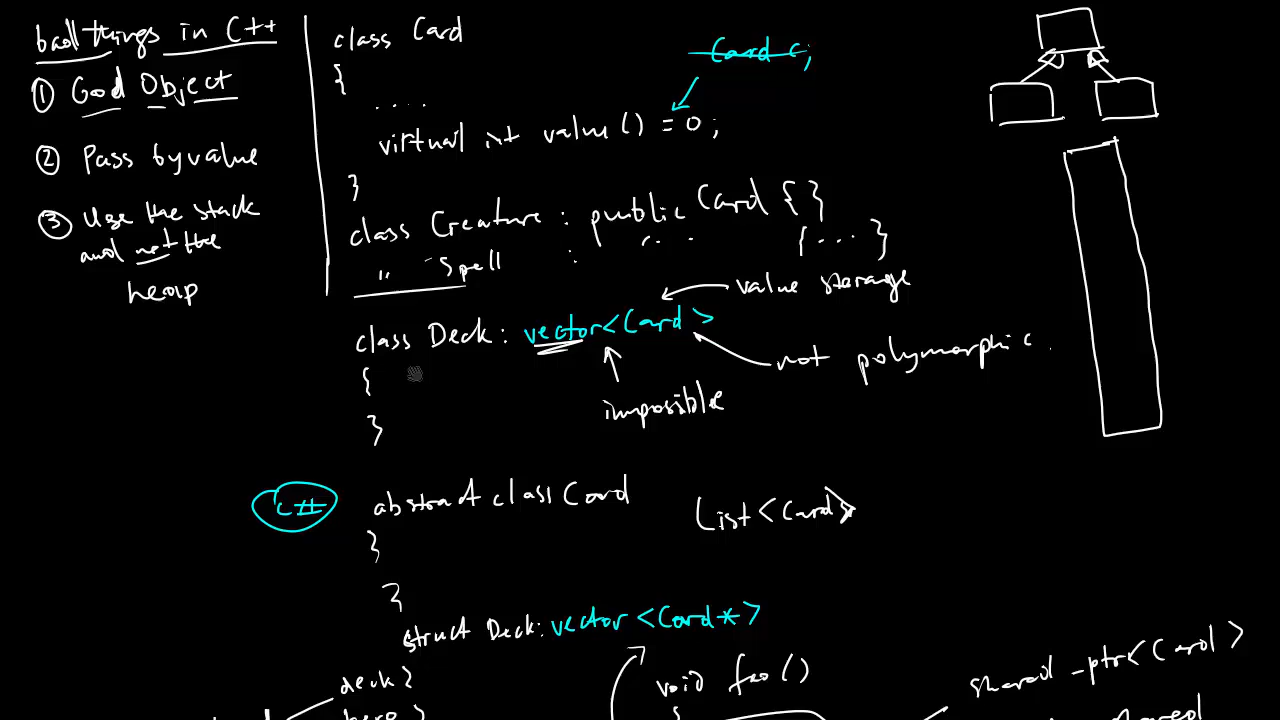 bad things in C++
① God Object
② Pass by value
③ Use the stack
and not the
heap
class Card
{
....
virtual int value () = 0 ;
}
Card c;
class Creature : public Card { }
" Spell : .. . {...}
value storage
class Deck : vector<Card>
not polymorphic
{
impossible
}
C#
abstract class Card
List<Card>
}
}
struct Deck: vector <Card*>
deck }
hero }
void foo ()
{
shared_ptr<Card>
shared